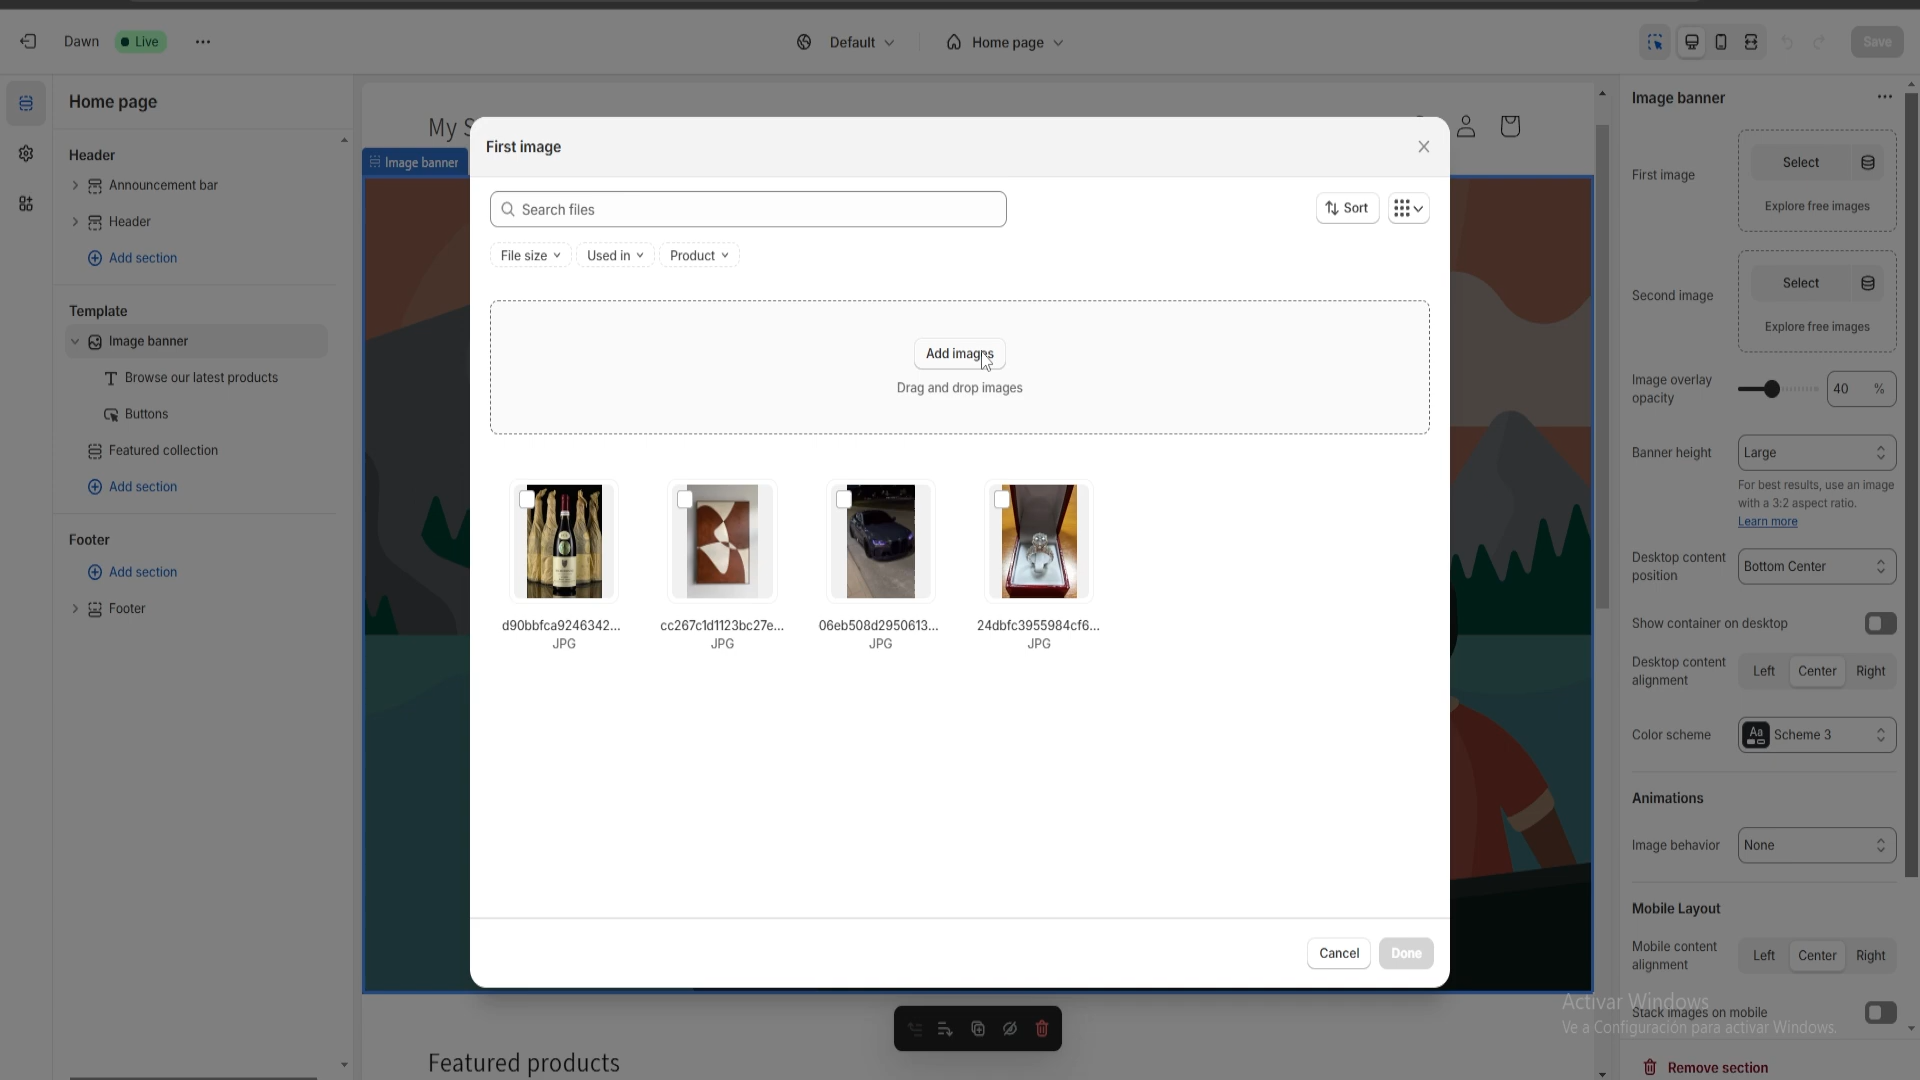 Dawn
Live
Default
Home page
Save
Home page
Header
Announcement bar
Header
Add section
Template
Image banner
Browse our latest products
Buttons
Featured collection
Add section
Footer
Add section
Footer
My S
Image banner
First image
Search files
Sort
File size
Used in
Product
Add images
Drag and drop images
d90bbfca9246342...
JPG
cc267c1d1123bc27e...
JPG
06eb508d2950613...
JPG
24dbfc3955984cf6...
JPG
Cancel
Done
Featured products
Image banner
First image
Select
Explore free images
Second image
Select
Explore free images
Image overlay
opacity
40 %
Banner height
Large
For best results, use an image
with a 3:2 aspect ratio.
Learn more
Desktop content
position
Bottom Center
Show container on desktop
Desktop content
alignment
Left Center Right
Color scheme
Aa
Scheme 3
Animations
Image behavior
None
Mobile Layout
Mobile content
alignment
Left Center Right
Activar Windows
Stack images on mobile
Ve a Configuración para activar Windows.
Remove section